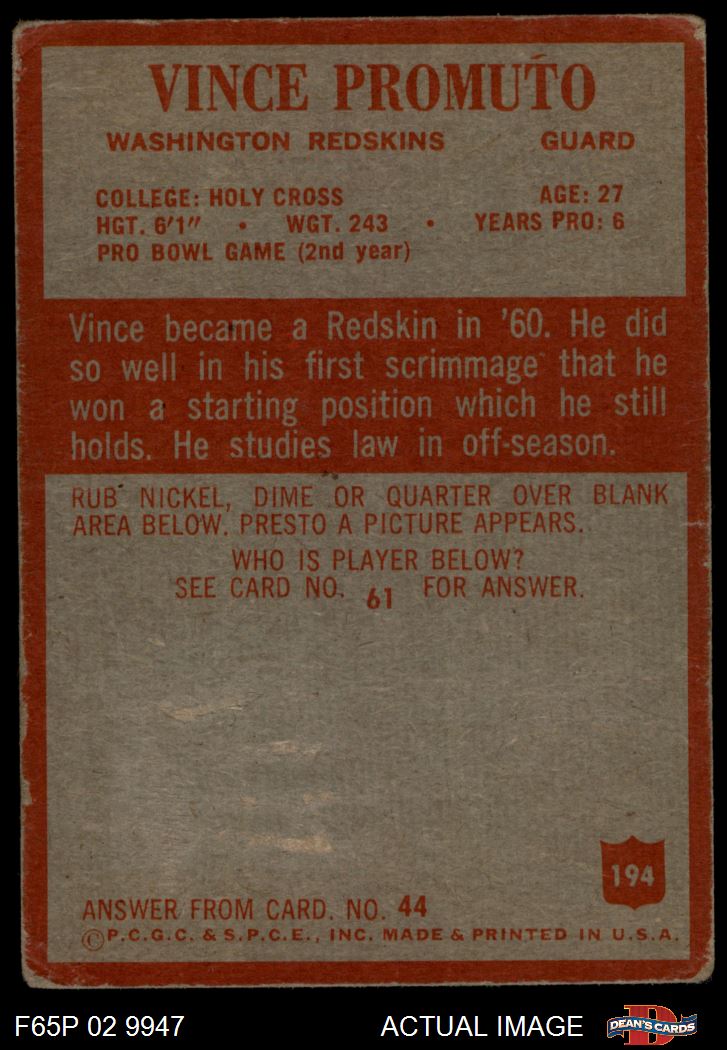 VINCE PROMUTO
WASHINGTON REDSKINS GUARD
COLLEGE: HOLY CROSS AGE: 27
HGT. 6'1" • WGT. 243 • YEARS PRO: 6
PRO BOWL GAME (2nd year)
Vince became a Redskin in '60. He did
so well in his first scrimmage that he
won a starting position which he still
holds. He studies law in off-season.
RUB NICKEL, DIME OR QUARTER OVER BLANK
AREA BELOW. PRESTO A PICTURE APPEARS.
WHO IS PLAYER BELOW?
SEE CARD NO. 61 FOR ANSWER.
194
ANSWER FROM CARD. NO. 44
©P.C.G.C. & S.P.C.E., INC. MADE & PRINTED IN U.S.A.
F65P 02 9947 ACTUAL IMAGE DEAN'S CARDS